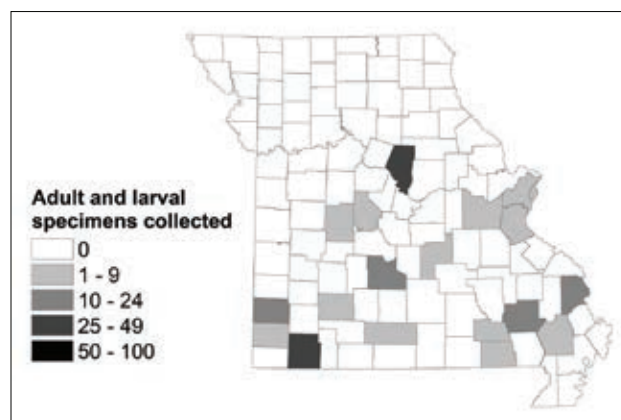 Adult and larval
specimens collected
0
1 - 9
10 - 24
25 - 49
50 - 100